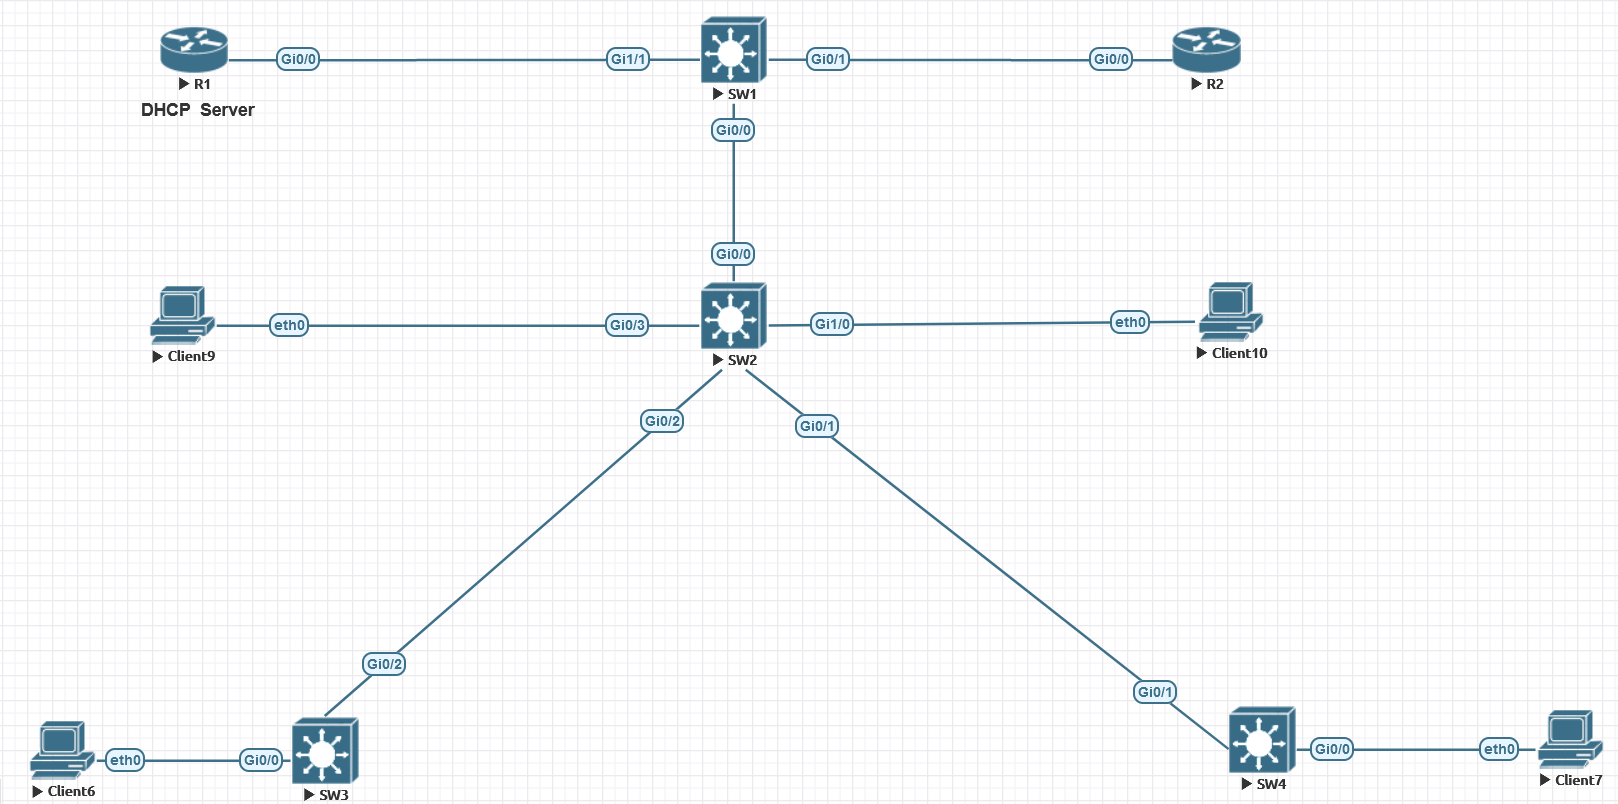 Gi0/0
Gi1/1
Gi0/1
Gi0/0
R1
SW1
R2
DHCP Server
Gi0/0
Gi0/0
eth0
Gi0/3
Gi1/0
eth0
Client9
SW2
Client10
Gi0/2
Gi0/1
Gi0/2
Gi0/1
eth0
Gi0/0
Gi0/0
eth0
Client6
SW3
SW4
Client7